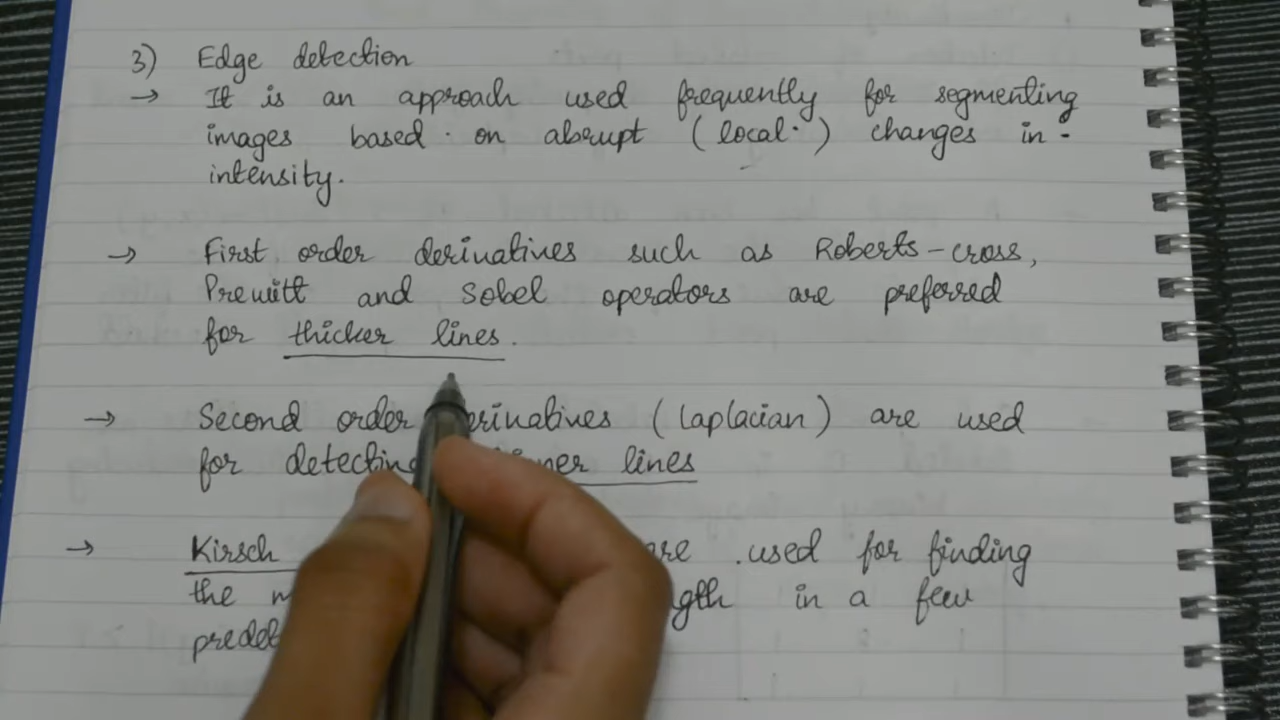 3) Edge detection
→ It is an approach used frequently for segmenting
images based on abrupt (local) changes in
intensity.
→ First order derivatives such as Roberts-cross,
Prewitt and Sobel operators are preferred
for thicker lines.
→ Second order derivatives (laplacian) are used
for detecting lines
→ Kirsch are used for finding
the in a few